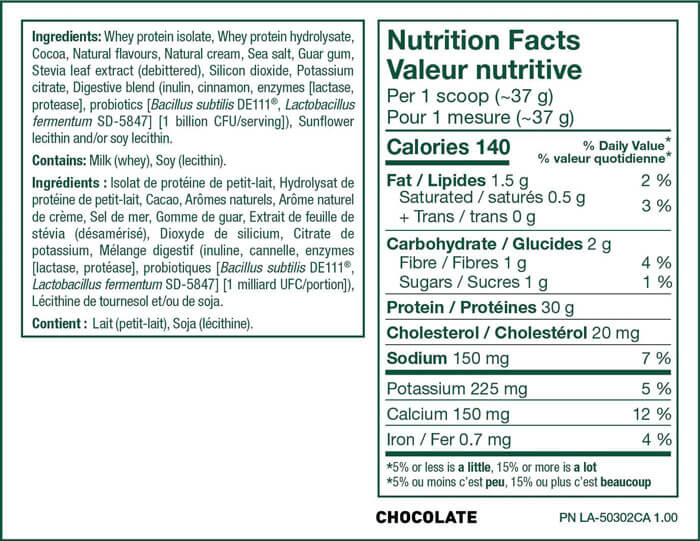 Ingredients: Whey protein isolate, Whey protein hydrolysate,
Cocoa, Natural flavours, Natural cream, Sea salt, Guar gum,
Stevia leaf extract (debittered), Silicon dioxide, Potassium
citrate, Digestive blend (inulin, cinnamon, enzymes [lactase,
protease], probiotics [Bacillus subtilis DE111®, Lactobacillus
fermentum SD-5847] [1 billion CFU/serving]), Sunflower
lecithin and/or soy lecithin.
Contains: Milk (whey), Soy (lecithin).
Ingrédients : Isolat de protéine de petit-lait, Hydrolysat de
protéine de petit-lait, Cacao, Arômes naturels, Arôme naturel
de crème, Sel de mer, Gomme de guar, Extrait de feuille de
stévia (désamérisé), Dioxyde de silicium, Citrate de
potassium, Mélange digestif (inuline, cannelle, enzymes
[lactase, protéase], probiotiques [Bacillus subtilis DE111®,
Lactobacillus fermentum SD-5847] [1 milliard UFC/portion]),
Lécithine de tournesol et/ou de soja.
Contient : Lait (petit-lait), Soja (lécithine).
Nutrition Facts
Valeur nutritive
Per 1 scoop (~37 g)
Pour 1 mesure (~37 g)
Calories 140 % Daily Value*
% valeur quotidienne*
Fat / Lipides 1.5 g 2 %
Saturated / saturés 0.5 g
+ Trans / trans 0 g 3 %
Carbohydrate / Glucides 2 g
Fibre / Fibres 1 g 4 %
Sugars / Sucres 1 g 1 %
Protein / Protéines 30 g
Cholesterol / Cholestérol 20 mg
Sodium 150 mg 7 %
Potassium 225 mg 5 %
Calcium 150 mg 12 %
Iron / Fer 0.7 mg 4 %
*5% or less is a little, 15% or more is a lot
*5% ou moins c'est peu, 15% ou plus c'est beaucoup
CHOCOLATE PN LA-50302CA 1.00